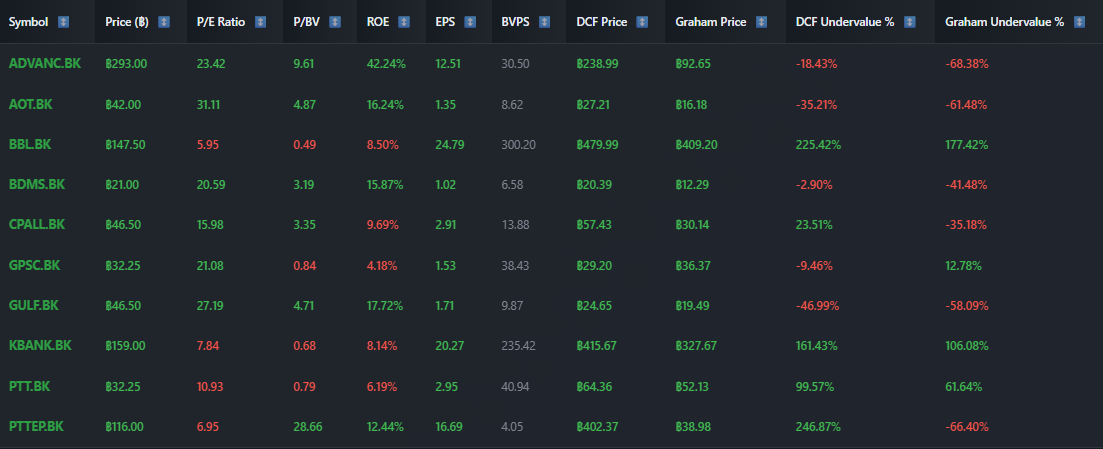 Symbol Price (฿) P/E Ratio P/BV ROE EPS BVPS DCF Price Graham Price DCF Undervalue % Graham Undervalue %
ADVANC.BK ฿293.00 23.42 9.61 42.24% 12.51 30.50 ฿238.99 ฿92.65 -18.43% -68.38%
AOT.BK ฿42.00 31.11 4.87 16.24% 1.35 8.62 ฿27.21 ฿16.18 -35.21% -61.48%
BBL.BK ฿147.50 5.95 0.49 8.50% 24.79 300.20 ฿479.99 ฿409.20 225.42% 177.42%
BDMS.BK ฿21.00 20.59 3.19 15.87% 1.02 6.58 ฿20.39 ฿12.29 -2.90% -41.48%
CPALL.BK ฿46.50 15.98 3.35 9.69% 2.91 13.88 ฿57.43 ฿30.14 23.51% -35.18%
GPSC.BK ฿32.25 21.08 0.84 4.18% 1.53 38.43 ฿29.20 ฿36.37 -9.46% 12.78%
GULF.BK ฿46.50 27.19 4.71 17.72% 1.71 9.87 ฿24.65 ฿19.49 -46.99% -58.09%
KBANK.BK ฿159.00 7.84 0.68 8.14% 20.27 235.42 ฿415.67 ฿327.67 161.43% 106.08%
PTT.BK ฿32.25 10.93 0.79 6.19% 2.95 40.94 ฿64.36 ฿52.13 99.57% 61.64%
PTTEP.BK ฿116.00 6.95 28.66 12.44% 16.69 4.05 ฿402.37 ฿38.98 246.87% -66.40%